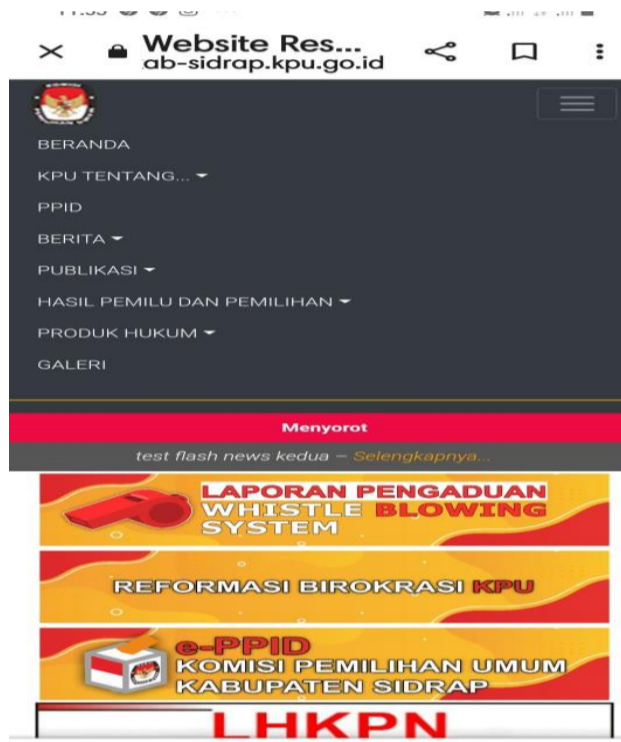 Website Res...
ab-sidrap.kpu.go.id
BERANDA
KPU TENTANG...
PPID
BERITA
PUBLIKASI
HASIL PEMILU DAN PEMILIHAN
PRODUK HUKUM
GALERI
Menyorot
test flash news kedua – Selengkapnya...
LAPORAN PENGADUAN
WHISTLE BLOWING
SYSTEM
REFORMASI BIROKRASI KPU
e-PPID
KOMISI PEMILIHAN UMUM
KABUPATEN SIDRAP
LHKPN